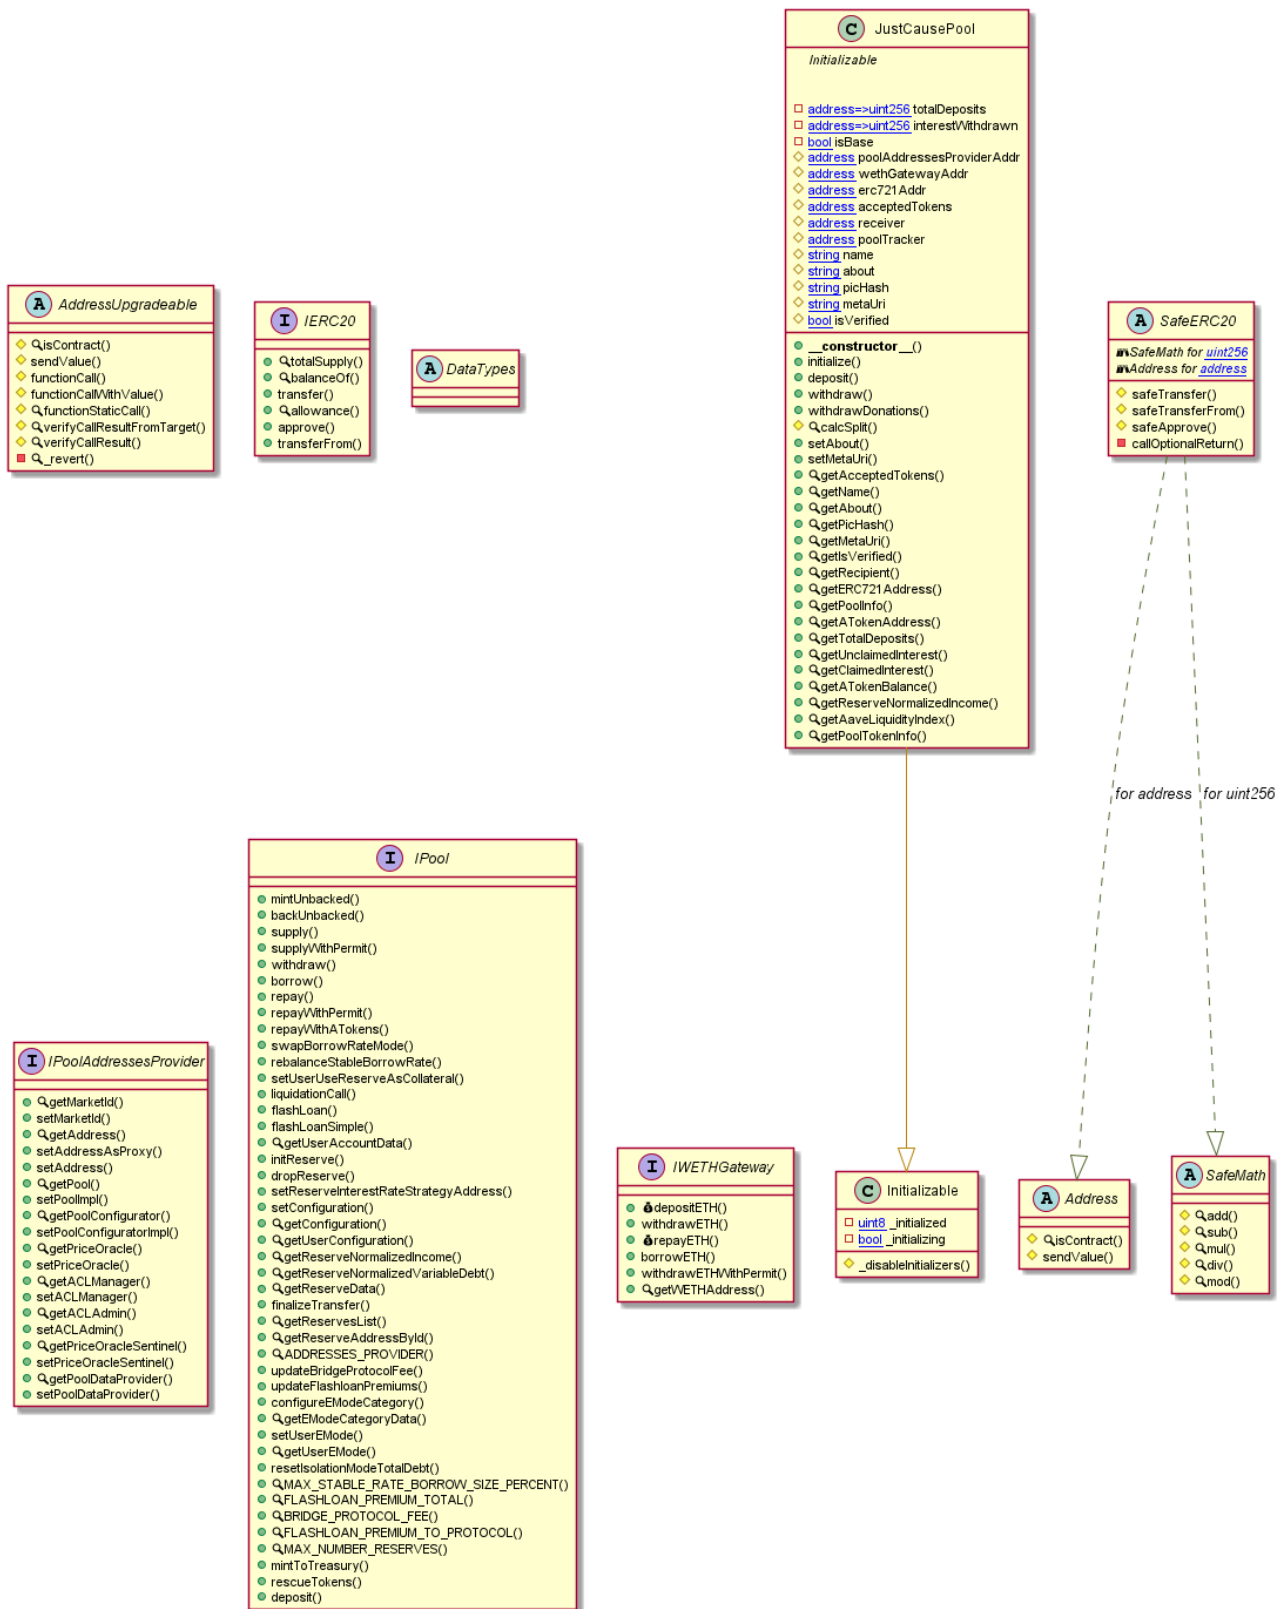 C JustCausePool
Initializable
address=>uint256 totalDeposits
address=>uint256 interestWithdrawn
bool isBase
address poolAddressesProviderAddr
address wethGatewayAddr
address erc721Addr
address acceptedTokens
address receiver
address poolTracker
string name
string about
string picHash
string metaUri
bool isVerified
__constructor__()
initialize()
deposit()
withdraw()
withdrawDonations()
calcSplit()
setAbout()
setMetaUri()
getAcceptedTokens()
getName()
getAbout()
getPicHash()
getMetaUri()
getIsVerified()
getRecipient()
getERC721Address()
getPoolInfo()
getATokenAddress()
getTotalDeposits()
getUnclaimedInterest()
getClaimedInterest()
getATokenBalance()
getReserveNormalizedIncome()
getAaveLiquidityIndex()
getPoolTokenInfo()
A AddressUpgradeable
isContract()
sendValue()
functionCall()
functionCallWithValue()
functionStaticCall()
verifyCallResultFromTarget()
verifyCallResult()
_revert()
I IERC20
totalSupply()
balanceOf()
transfer()
allowance()
approve()
transferFrom()
A DataTypes
A SafeERC20
SafeMath for uint256
Address for address
safeTransfer()
safeTransferFrom()
safeApprove()
callOptionalReturn()
for address
for uint256
I IPoolAddressesProvider
getMarketId()
setMarketId()
getAddress()
setAddressAsProxy()
setAddress()
getPool()
setPoolImpl()
getPoolConfigurator()
setPoolConfiguratorImpl()
getPriceOracle()
setPriceOracle()
getACLManager()
setACLManager()
getACLAdmin()
setACLAdmin()
getPriceOracleSentinel()
setPriceOracleSentinel()
getPoolDataProvider()
setPoolDataProvider()
I IPool
mintUnbacked()
backUnbacked()
supply()
supplyWithPermit()
withdraw()
borrow()
repay()
repayWithPermit()
repayWithATokens()
swapBorrowRateMode()
rebalanceStableBorrowRate()
setUserUseReserveAsCollateral()
liquidationCall()
flashLoan()
flashLoanSimple()
getUserAccountData()
initReserve()
dropReserve()
setReserveInterestRateStrategyAddress()
setConfiguration()
getConfiguration()
getUserConfiguration()
getReserveNormalizedIncome()
getReserveNormalizedVariableDebt()
getReserveData()
finalizeTransfer()
getReservesList()
getReserveAddressById()
ADDRESSES_PROVIDER()
updateBridgeProtocolFee()
updateFlashloanPremiums()
configureEModeCategory()
getEModeCategoryData()
setUserEMode()
getUserEMode()
resetIsolationModeTotalDebt()
MAX_STABLE_RATE_BORROW_SIZE_PERCENT()
FLASHLOAN_PREMIUM_TOTAL()
BRIDGE_PROTOCOL_FEE()
FLASHLOAN_PREMIUM_TO_PROTOCOL()
MAX_NUMBER_RESERVES()
mintToTreasury()
rescueTokens()
deposit()
I IWETHGateway
depositETH()
withdrawETH()
repayETH()
borrowETH()
withdrawETHWithPermit()
getWETHAddress()
C Initializable
uint8 _initialized
bool _initializing
_disableInitializers()
A Address
isContract()
sendValue()
A SafeMath
add()
sub()
mul()
div()
mod()